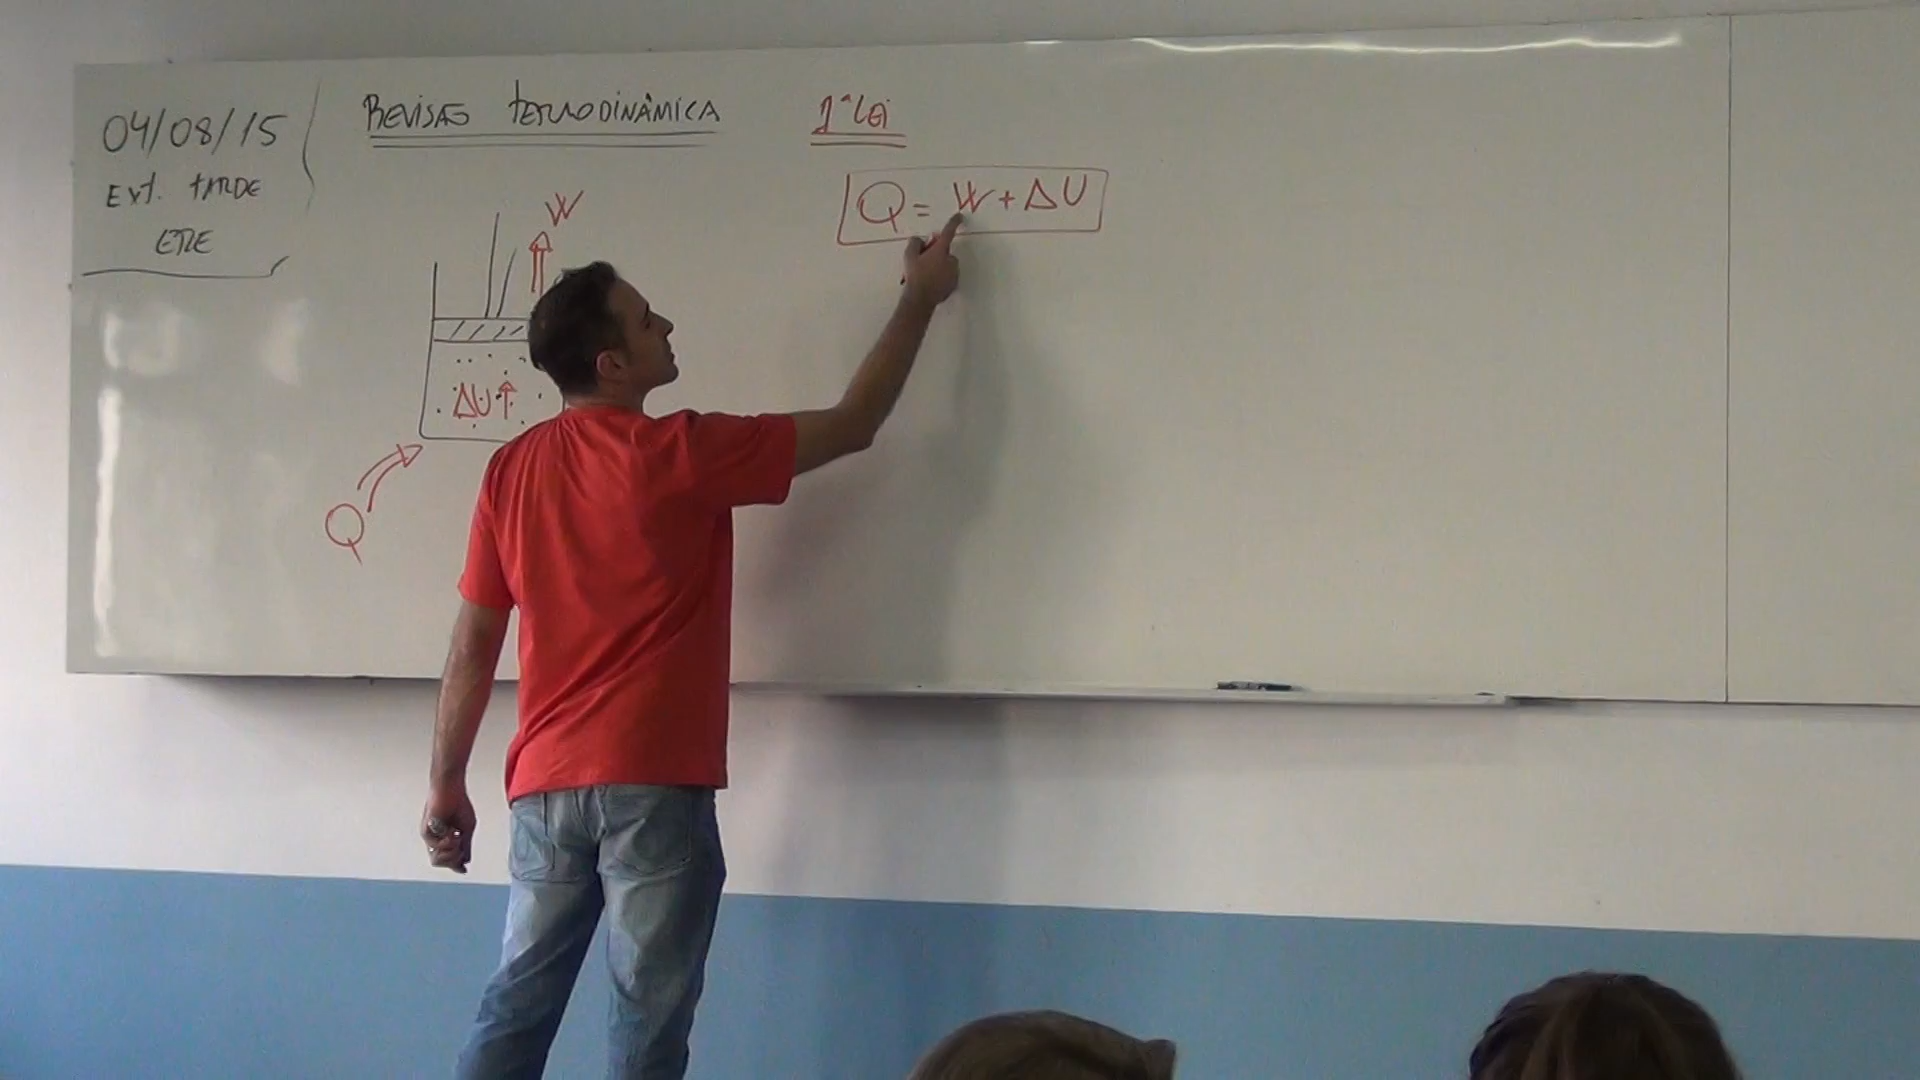 04/08/15
Ext. TARDE
ETE
REVISÃO TERMODINÂMICA
1ª LEI
Q = W + ΔU
W
ΔU
Q